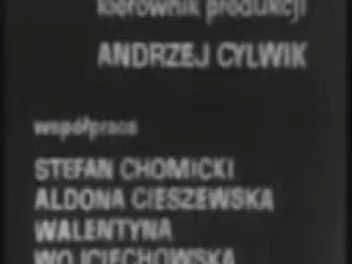 kierownik produkcji
ANDRZEJ CYLWIK
współpraca
STEFAN CHOMICKI
ALDONA CIESZEWSKA
WALENTYNA
WOJCIECHOWSKA